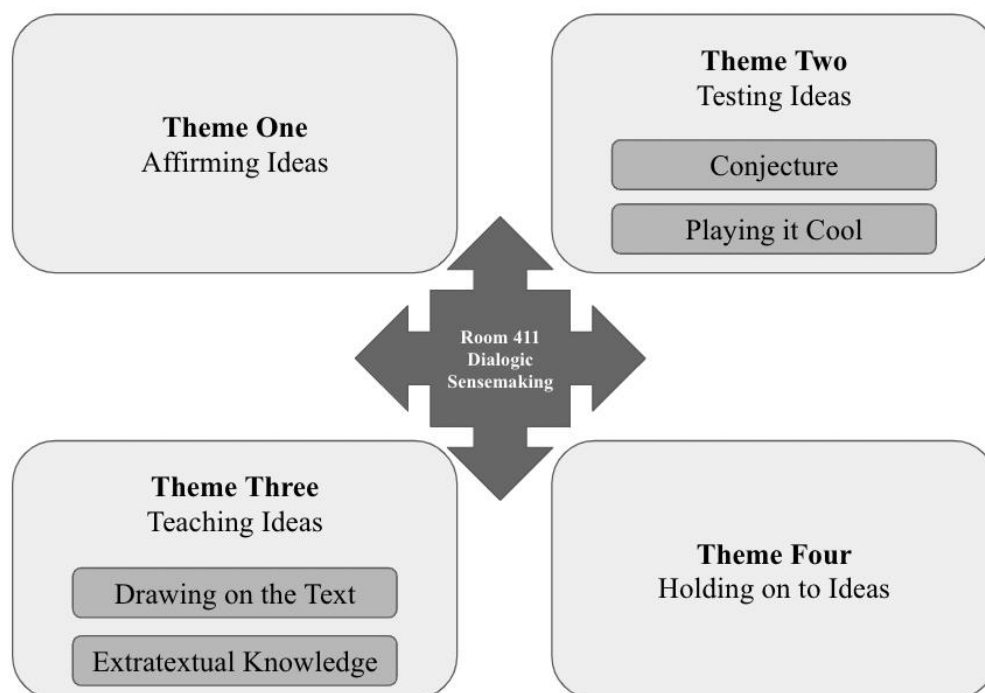 Theme One
Affirming Ideas
Theme Two
Testing Ideas
Conjecture
Playing it Cool
Room 411
Dialogic
Sensemaking
Theme Three
Teaching Ideas
Drawing on the Text
Extratextual Knowledge
Theme Four
Holding on to Ideas